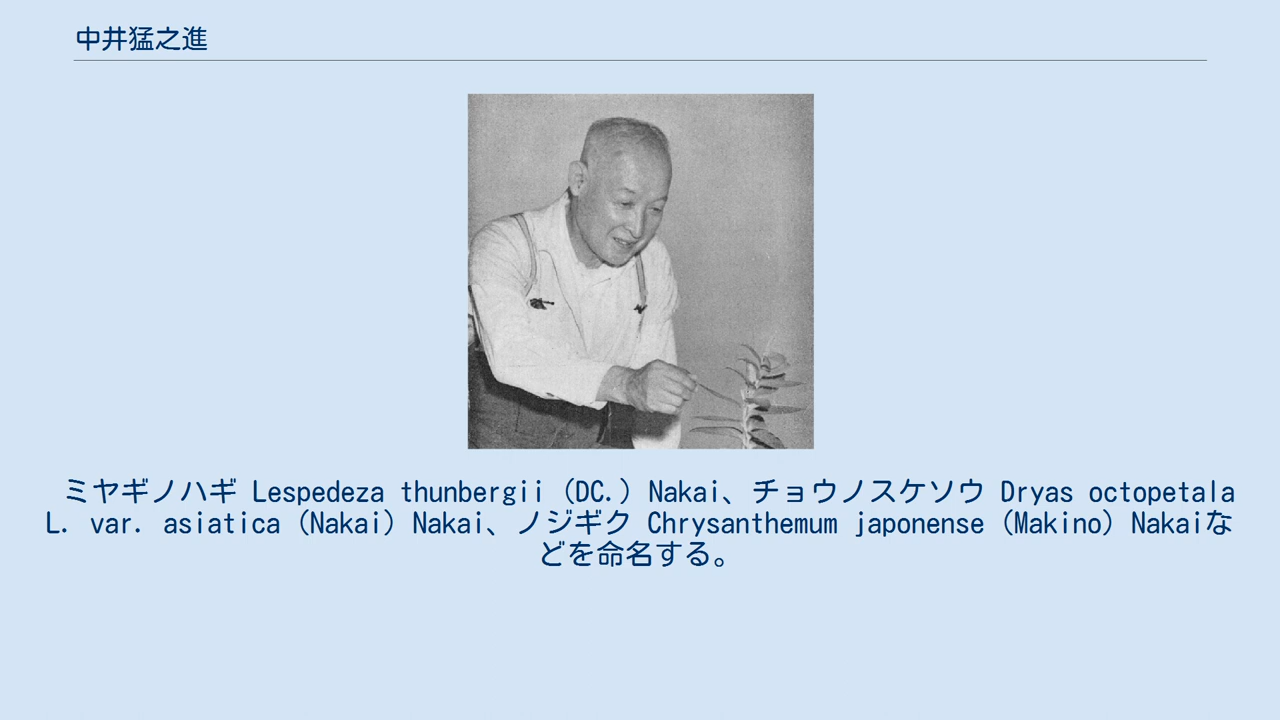 中井猛之進
ミヤギノハギ Lespedeza thunbergii (DC.) Nakai、チョウノスケソウ Dryas octopetala
L. var. asiatica (Nakai) Nakai、ノジギク Chrysanthemum japonense (Makino) Nakaiな
どを命名する。